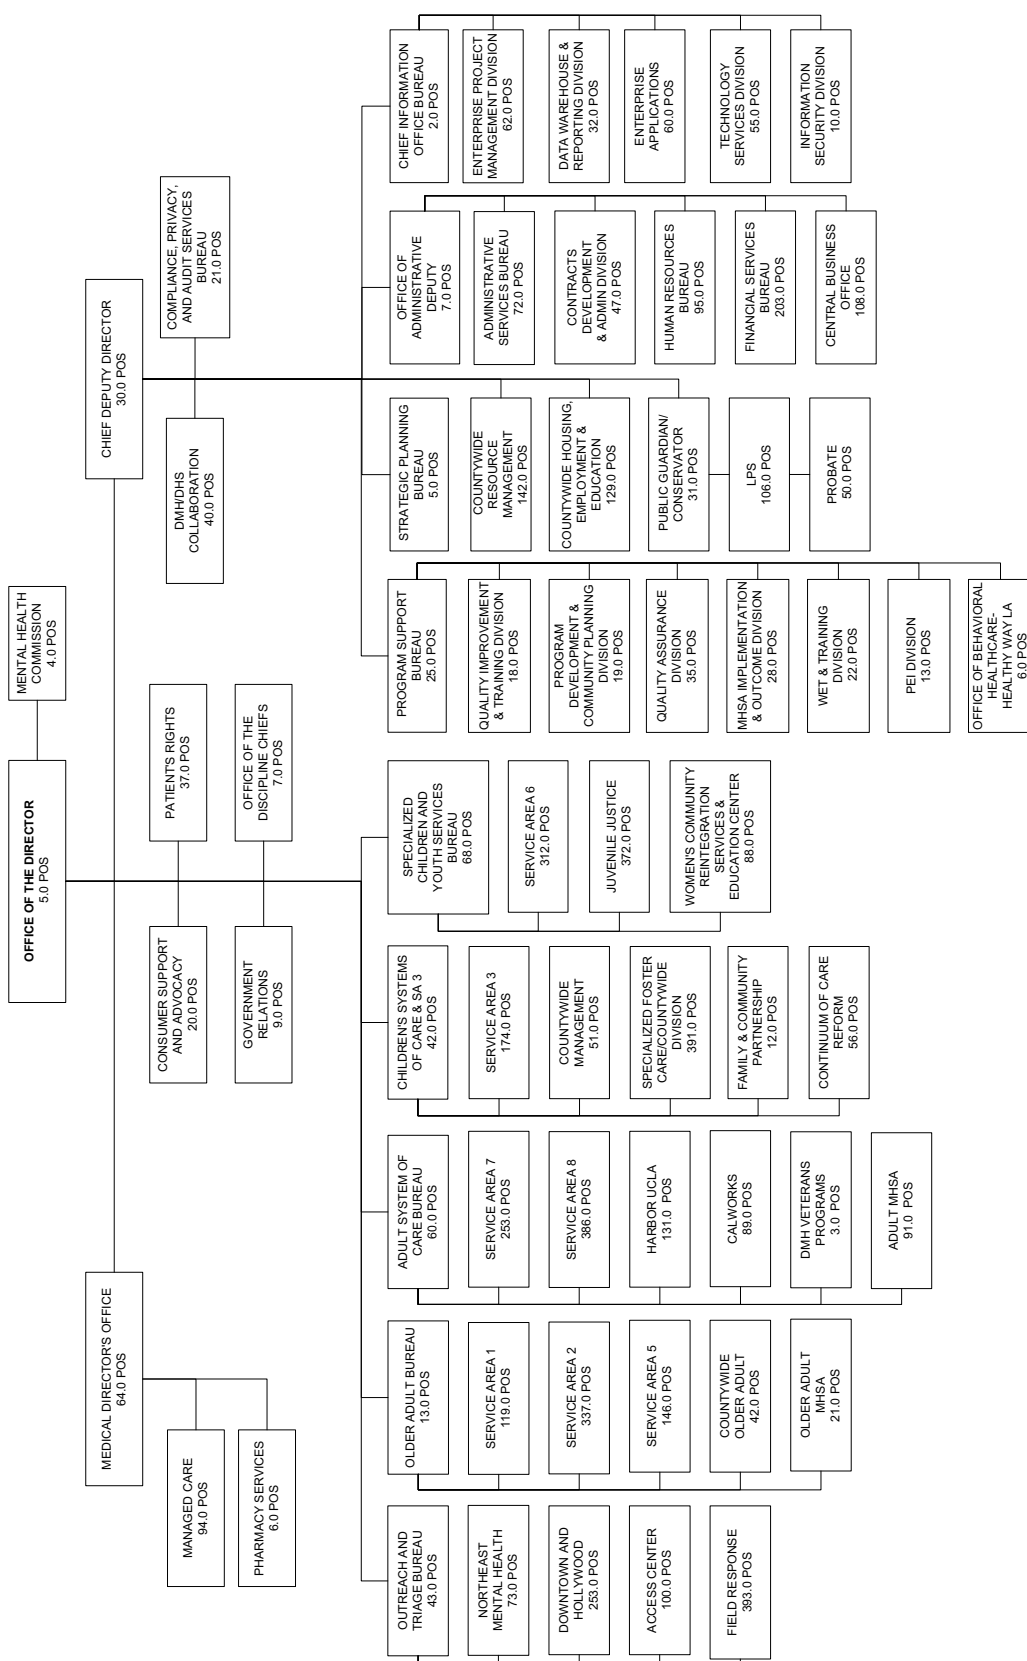 OFFICE OF THE DIRECTOR
5.0 POS
MENTAL HEALTH
COMMISSION
4.0 POS
MEDICAL DIRECTOR'S OFFICE
64.0 POS
MANAGED CARE
94.0 POS
PHARMACY SERVICES
6.0 POS
CHIEF DEPUTY DIRECTOR
30.0 POS
DMH/DHS
COLLABORATION
40.0 POS
COMPLIANCE, PRIVACY,
AND AUDIT SERVICES
BUREAU
21.0 POS
CONSUMER SUPPORT
AND ADVOCACY
20.0 POS
PATIENT'S RIGHTS
37.0 POS
GOVERNMENT
RELATIONS
9.0 POS
OFFICE OF THE
DISCIPLINE CHIEFS
7.0 POS
OUTREACH AND
TRIAGE BUREAU
43.0 POS
NORTHEAST
MENTAL HEALTH
73.0 POS
DOWNTOWN AND
HOLLYWOOD
253.0 POS
ACCESS CENTER
100.0 POS
FIELD RESPONSE
393.0 POS
OLDER ADULT BUREAU
13.0 POS
SERVICE AREA 1
119.0 POS
SERVICE AREA 2
337.0 POS
SERVICE AREA 5
146.0 POS
COUNTYWIDE
OLDER ADULT
42.0 POS
OLDER ADULT
MHSA
21.0 POS
ADULT SYSTEM OF
CARE BUREAU
60.0 POS
SERVICE AREA 7
253.0 POS
SERVICE AREA 8
386.0 POS
HARBOR UCLA
131.0 POS
CALWORKS
89.0 POS
DMH VETERANS
PROGRAMS
3.0 POS
ADULT MHSA
91.0 POS
CHILDREN'S SYSTEMS
OF CARE & SA 3
42.0 POS
SERVICE AREA 3
174.0 POS
COUNTYWIDE
MANAGEMENT
51.0 POS
SPECIALIZED FOSTER
CARE/COUNTYWIDE
DIVISION
391.0 POS
FAMILY & COMMUNITY
PARTNERSHIP
12.0 POS
CONTINUUM OF CARE
REFORM
56.0 POS
SPECIALIZED
CHILDREN AND
YOUTH SERVICES
BUREAU
68.0 POS
SERVICE AREA 6
312.0 POS
JUVENILE JUSTICE
372.0 POS
WOMEN'S COMMUNITY
REINTEGRATION
SERVICES &
EDUCATION CENTER
88.0 POS
PROGRAM SUPPORT
BUREAU
25.0 POS
QUALITY IMPROVEMENT
& TRAINING DIVISION
18.0 POS
PROGRAM
DEVELOPMENT &
COMMUNITY PLANNING
DIVISION
19.0 POS
QUALITY ASSURANCE
DIVISION
35.0 POS
MHSA IMPLEMENTATION
& OUTCOME DIVISION
28.0 POS
WET & TRAINING
DIVISION
22.0 POS
PEI DIVISION
13.0 POS
OFFICE OF BEHAVIORAL
HEALTHCARE-
HEALTHY WAY LA
6.0 POS
STRATEGIC PLANNING
BUREAU
5.0 POS
COUNTYWIDE
RESOURCE
MANAGEMENT
142.0 POS
COUNTYWIDE HOUSING,
EMPLOYMENT &
EDUCATION
129.0 POS
PUBLIC GUARDIAN/
CONSERVATOR
31.0 POS
LPS
106.0 POS
PROBATE
50.0 POS
OFFICE OF
ADMINISTRATIVE
DEPUTY
7.0 POS
ADMINISTRATIVE
SERVICES BUREAU
72.0 POS
CONTRACTS
DEVELOPMENT
& ADMIN DIVISION
47.0 POS
HUMAN RESOURCES
BUREAU
95.0 POS
FINANCIAL SERVICES
BUREAU
203.0 POS
CENTRAL BUSINESS
OFFICE
108.0 POS
CHIEF INFORMATION
OFFICE BUREAU
2.0 POS
ENTERPRISE PROJECT
MANAGEMENT DIVISION
62.0 POS
DATA WAREHOUSE &
REPORTING DIVISION
32.0 POS
ENTERPRISE
APPLICATIONS
60.0 POS
TECHNOLOGY
SERVICES DIVISION
55.0 POS
INFORMATION
SECURITY DIVISION
10.0 POS